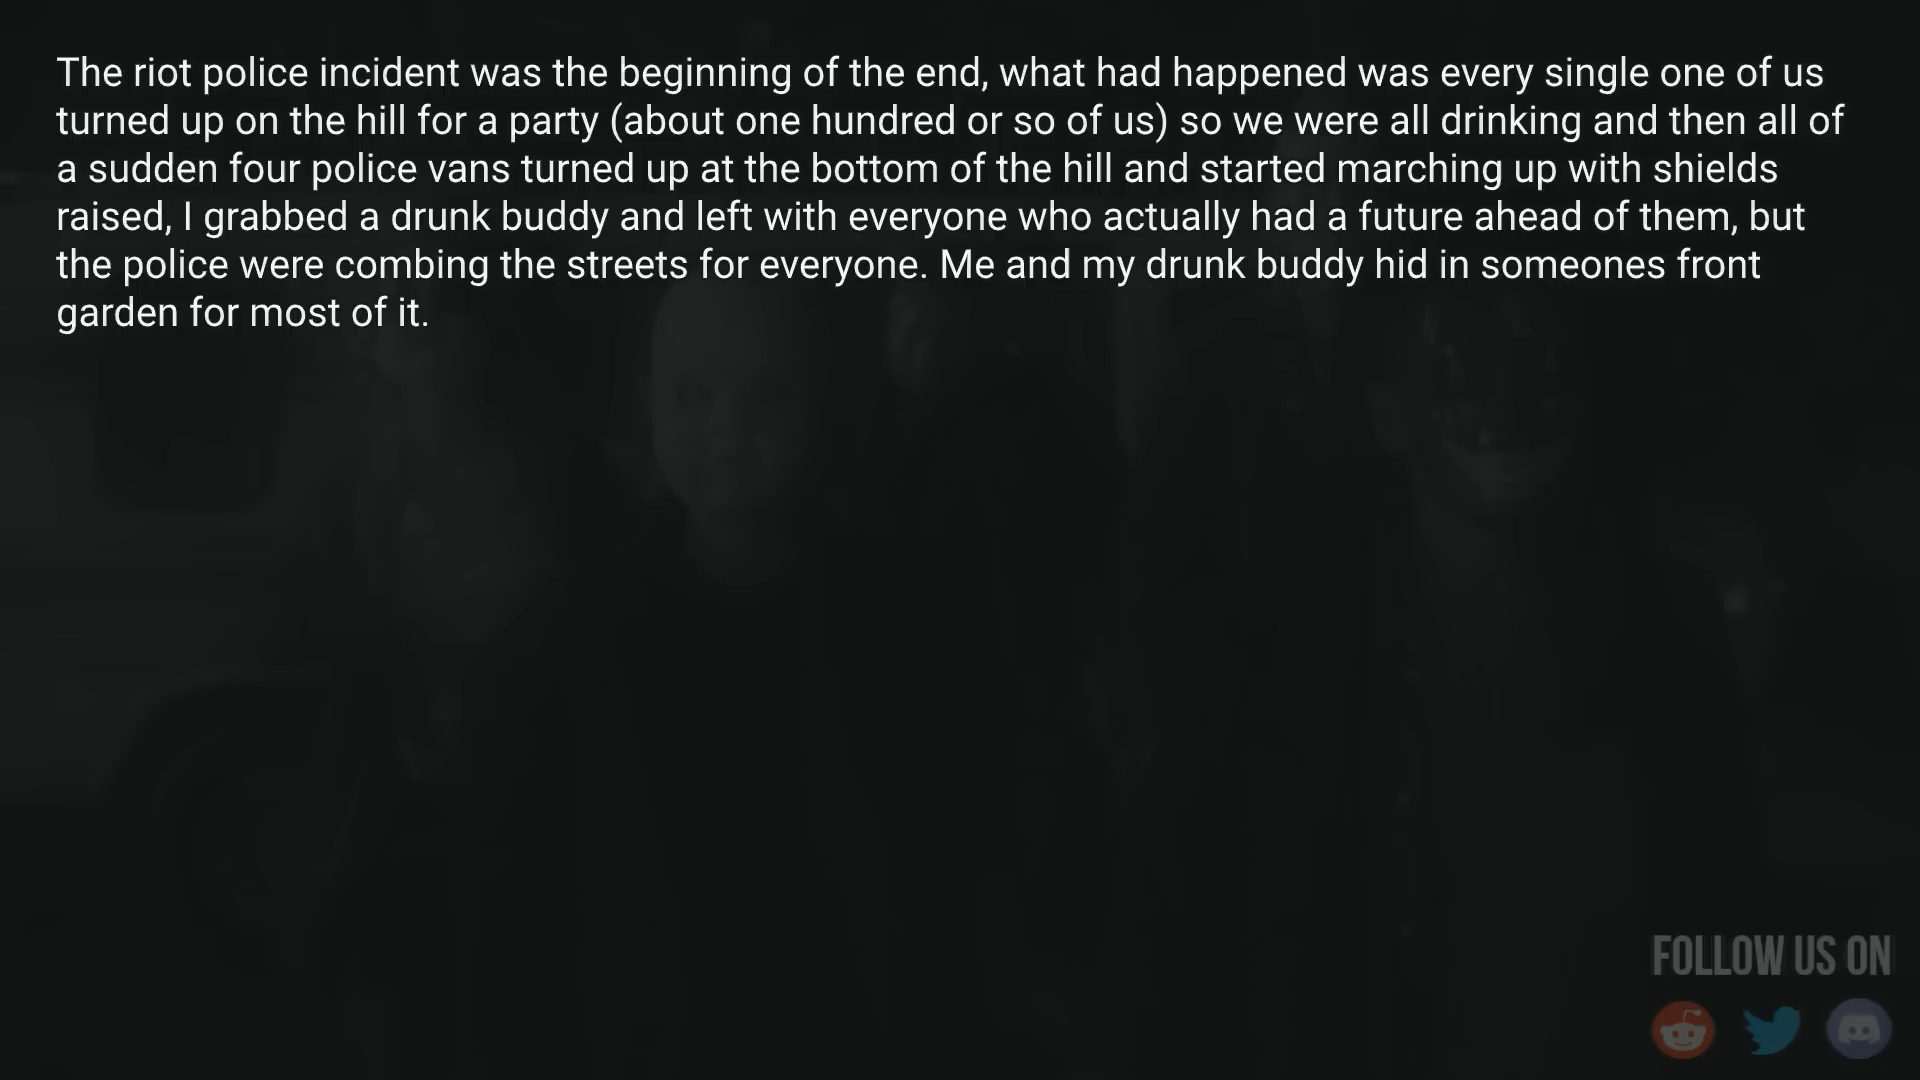 The riot police incident was the beginning of the end, what had happened was every single one of us
turned up on the hill for a party (about one hundred or so of us) so we were all drinking and then all of
a sudden four police vans turned up at the bottom of the hill and started marching up with shields
raised, I grabbed a drunk buddy and left with everyone who actually had a future ahead of them, but
the police were combing the streets for everyone. Me and my drunk buddy hid in someones front
garden for most of it.
FOLLOW US ON